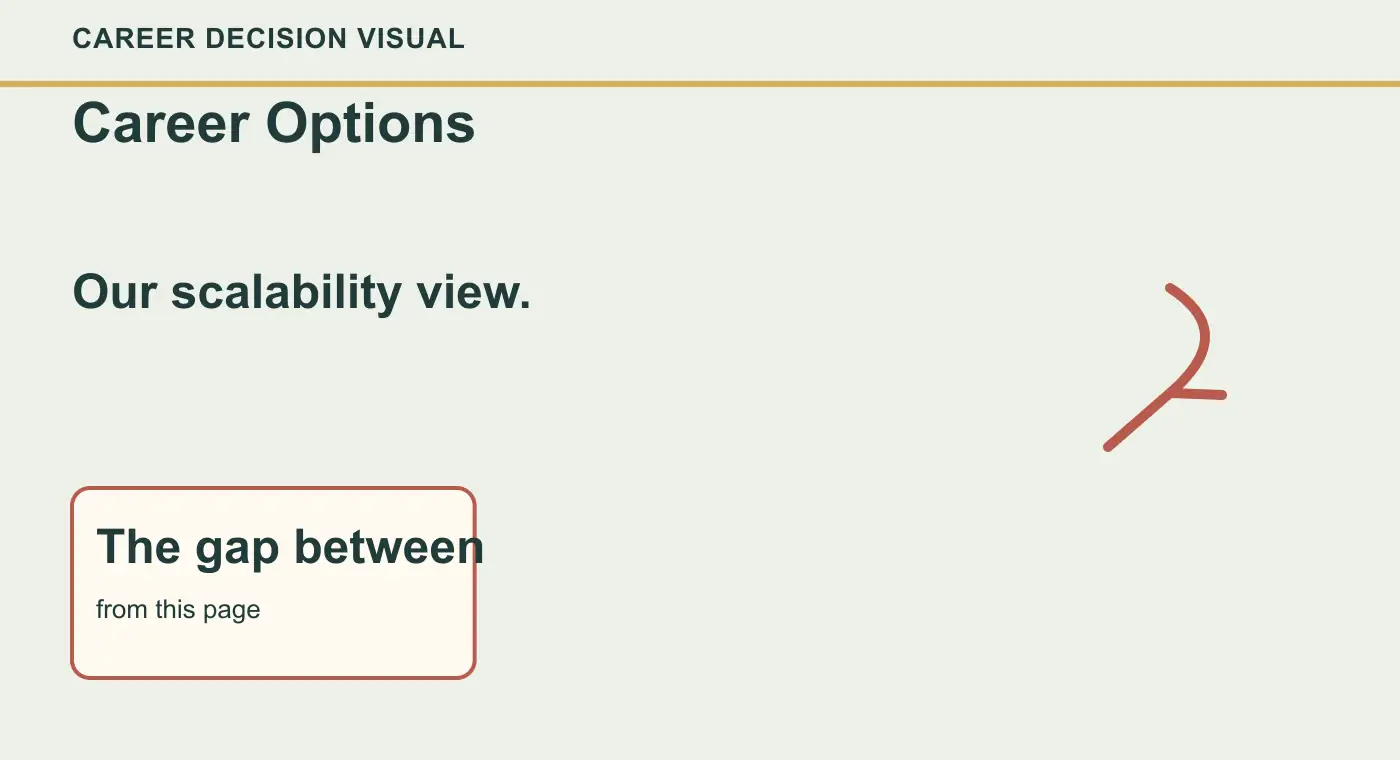 CAREER DECISION VISUAL
Career Options
Our scalability view.
The gap between
from this page